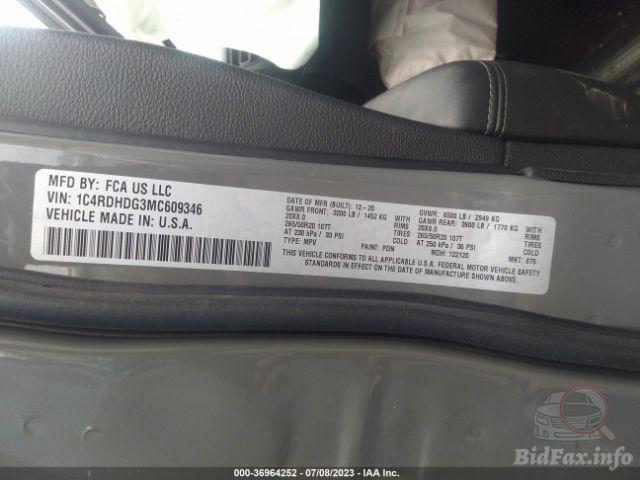 MFD BY: FCA US LLC
VIN: 1C4RDHDG3MC609346
VEHICLE MADE IN U.S.A.
DATE OF MFR (BUILT): 12-20 GVWR: 6500 LB / 2949 KG
GAWR FRONT: 3200 LB / 1452 KG GAWR REAR: 3900 LB / 1770 KG
20X8.0 RIMS 20X8.0 RIMS
265/50R20 107T TIRES 265/50R20 107T TIRES
AT 230 kPa / 33 PSI COLD AT 250 kPa / 36 PSI COLD
TYPE: MPV PAINT: PDN MDH: 122120 MKT: 875
THIS VEHICLE CONFORMS TO ALL APPLICABLE U.S.A. FEDERAL MOTOR VEHICLE SAFETY
STANDARDS IN EFFECT ON THE DATE OF MANUFACTURE SHOWN ABOVE.
BidFax.info
000-36964252 - 07/08/2023 - IAA Inc.